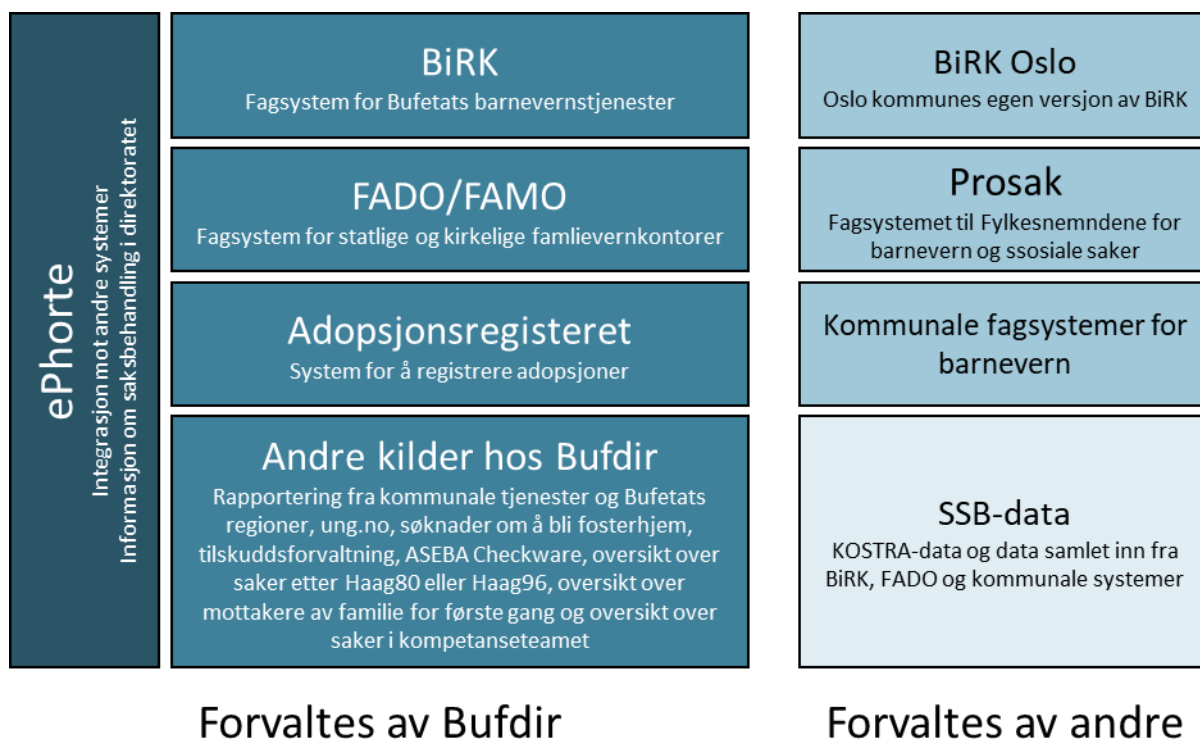 ePhorte
Integrasjon mot andre systemer
Informasjon om saksbehandling i direktoratet
BiRK
Fagsystem for Bufetats barnevernstjenester
FADO/FAMO
Fagsystem for statlige og kirkelige famlievernkontorer
Adopsjonsregisteret
System for å registrere adopsjoner
Andre kilder hos Bufdir
Rapportering fra kommunale tjenester og Bufetats
regioner, ung.no, søknader om å bli fosterhjem,
tilskuddsforvaltning, ASEBA Checkware, oversikt over
saker etter Haag80 eller Haag96, oversikt over
mottakere av familie for første gang og oversikt over
saker i kompetanseteamet
Forvaltes av Bufdir
BiRK Oslo
Oslo kommunes egen versjon av BiRK
Prosak
Fagsystemet til Fylkesnemndene for
barnevern og ssosiale saker
Kommunale fagsystemer for
barnevern
SSB-data
KOSTRA-data og data samlet inn fra
BiRK, FADO og kommunale systemer
Forvaltes av andre